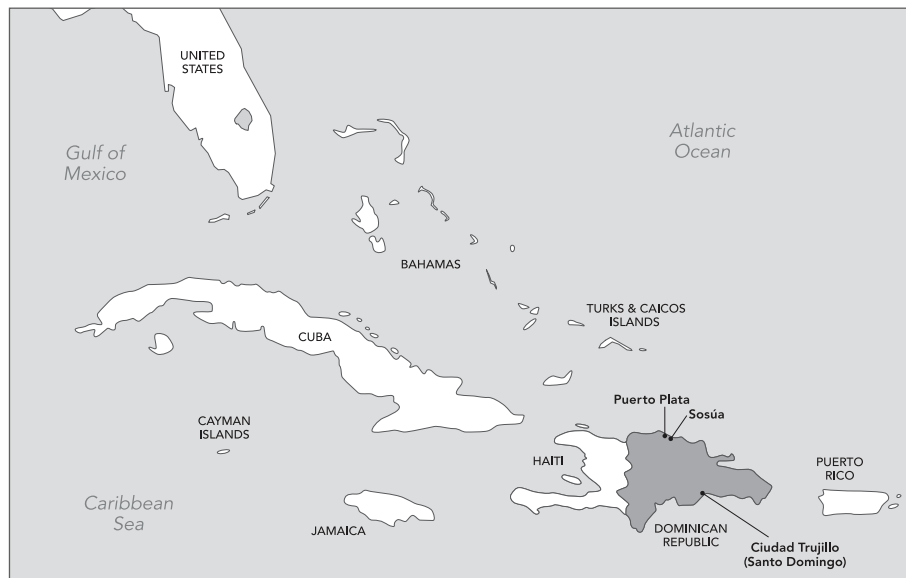 UNITED
STATES
Atlantic
Ocean
Gulf of
Mexico
BAHAMAS
TURKS & CAICOS
ISLANDS
CUBA
Puerto Plata
Sosúa
CAYMAN
ISLANDS
HAITI
PUERTO
RICO
Caribbean
Sea
JAMAICA
DOMINICAN
REPUBLIC
Ciudad Trujillo
(Santo Domingo)